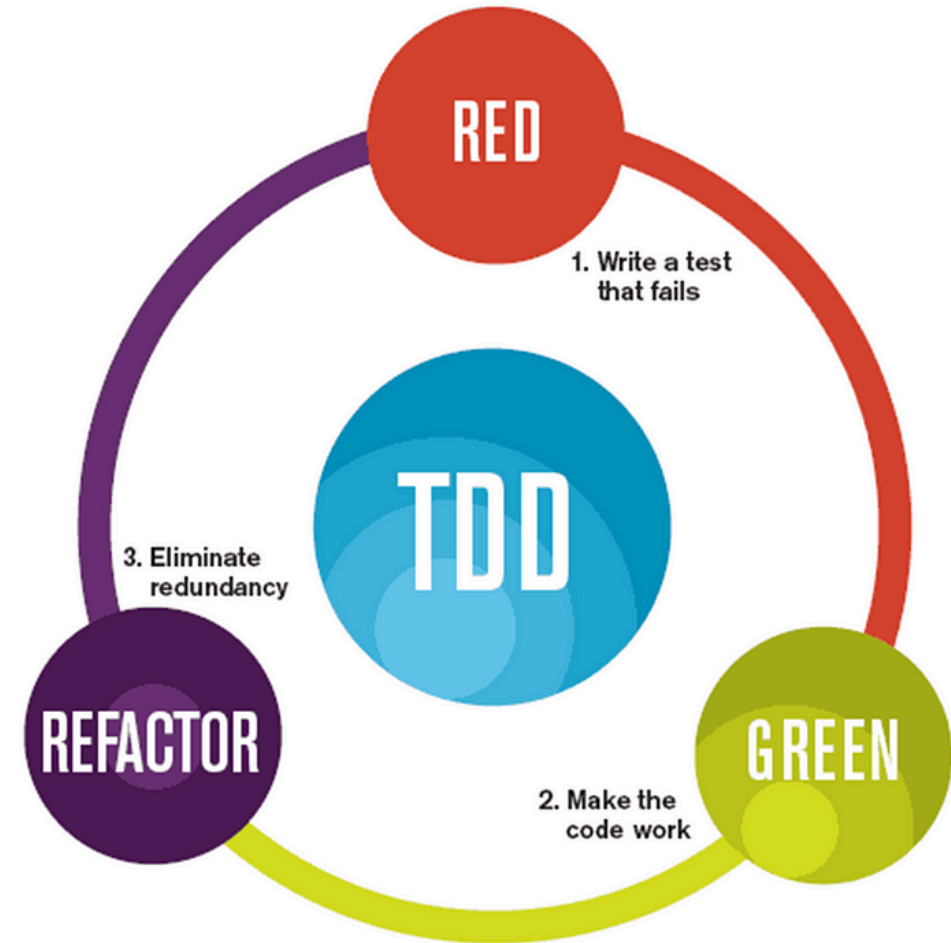 RED
1. Write a test
that fails
TDD
3. Eliminate
redundancy
REFACTOR
GREEN
2. Make the
code work